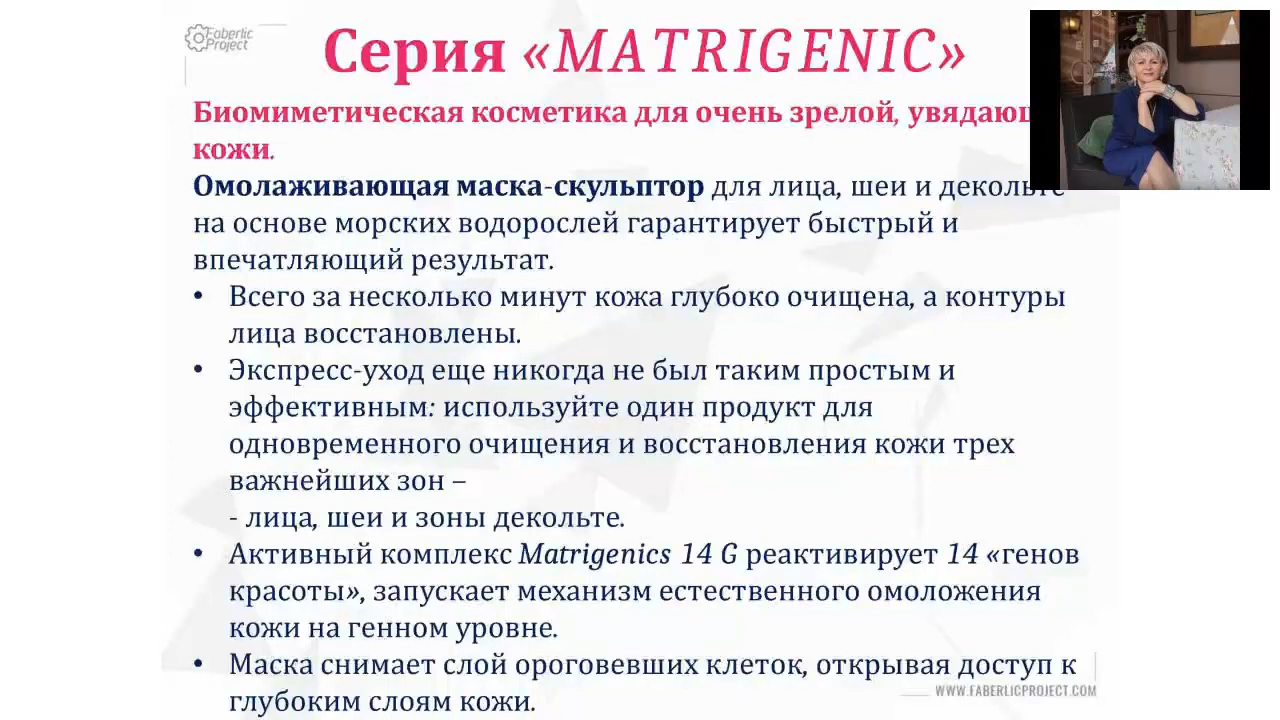 Faberlic
Project
Серия «MATRIGENIC»
Биомиметическая косметика для очень зрелой, увядающ
кожи.
Омолаживающая маска-скульптор для лица, шеи и декольте
на основе морских водорослей гарантирует быстрый и
впечатляющий результат.
• Всего за несколько минут кожа глубоко очищена, а контуры
лица восстановлены.
• Экспресс-уход еще никогда не был таким простым и
эффективным: используйте один продукт для
одновременного очищения и восстановления кожи трех
важнейших зон –
- лица, шеи и зоны декольте.
• Активный комплекс Matrigenics 14 G реактивирует 14 «генов
красоты», запускает механизм естественного омоложения
кожи на генном уровне.
• Маска снимает слой ороговевших клеток, открывая доступ к
глубоким слоям кожи.
WWW.FABERLICPROJECT.COM